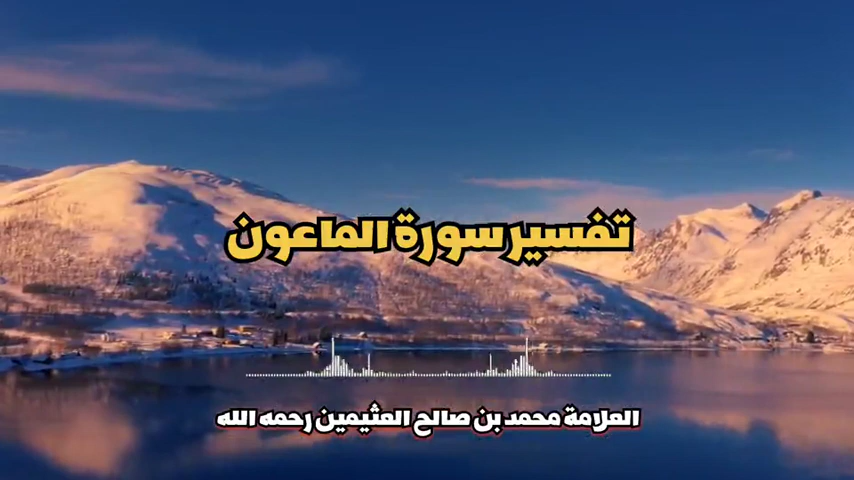 تفسير سورة الماعون
العلامة محمد بن صالح العثيمين رحمه الله